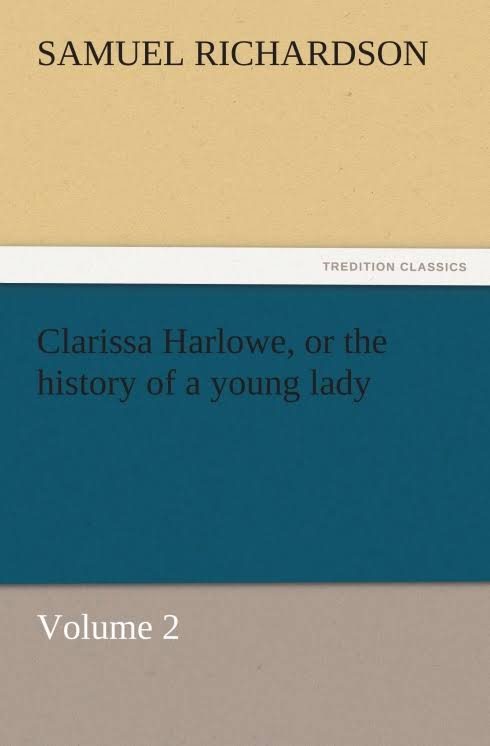 SAMUEL RICHARDSON
TREDITION CLASSICS
Clarissa Harlowe, or the
history of a young lady
Volume 2